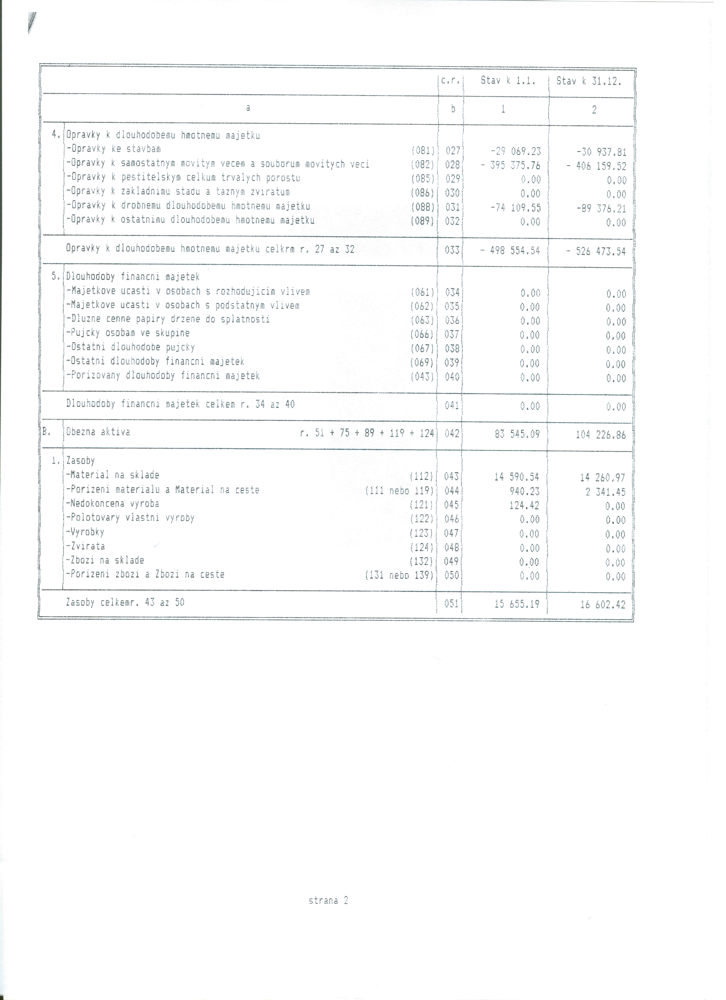 c.r. Stav k 1.1. Stav k 31.12.
a b 1 2
4. Opravky k dlouhodobemu hmotnemu majetku
-Opravky ke stavbam (081) 027 -29 069.23 -30 937.81
-Opravky k samostatnym movitym vecem a souborum movitych veci (082) 028 - 395 375.76 - 406 159.52
-Opravky k pestitelskym celkum trvalych porostu (085) 029 0.00 0.00
-Opravky k zakladnimu stadu a taznym zviratum (086) 030 0.00 0.00
-Opravky k drobnemu dlouhodobemu hmotnemu majetku (088) 031 -74 109.55 -89 376.21
-Opravky k ostatnimu dlouhodobemu hmotnemu majetku (089) 032 0.00 0.00
Opravky k dlouhodobemu hmotnemu majetku celkrm r. 27 az 32 033 - 498 554.54 - 526 473.54
5. Dlouhodoby financni majetek
-Majetkove ucasti v osobach s rozhodujicim vlivem (061) 034 0.00 0.00
-Majetkove ucasti v osobach s podstatnym vlivem (062) 035 0.00 0.00
-Dluzne cenne papiry drzene do splatnosti (063) 036 0.00 0.00
-Pujcky osobam ve skupine (066) 037 0.00 0.00
-Ostatni dlouhodobe pujcky (067) 038 0.00 0.00
-Ostatni dlouhodoby financni majetek (069) 039 0.00 0.00
-Porizovany dlouhodoby financni majetek (043) 040 0.00 0.00
Dlouhodoby financni majetek celkem r. 34 az 40 041 0.00 0.00
B. Obezna aktiva r. 51 + 75 + 89 + 119 + 124 042 83 545.09 104 226.86
1. Zasoby
-Material na sklade (112) 043 14 590.54 14 260.97
-Porizeni materialu a Material na ceste (111 nebo 119) 044 940.23 2 341.45
-Nedokoncena vyroba (121) 045 124.42 0.00
-Polotovary vlastni vyroby (122) 046 0.00 0.00
-Vyrobky (123) 047 0.00 0.00
-Zvirata (124) 048 0.00 0.00
-Zbozi na sklade (132) 049 0.00 0.00
-Porizeni zbozi a Zbozi na ceste (131 nebo 139) 050 0.00 0.00
Zasoby celkemr. 43 az 50 051 15 655.19 16 602.42
strana 2